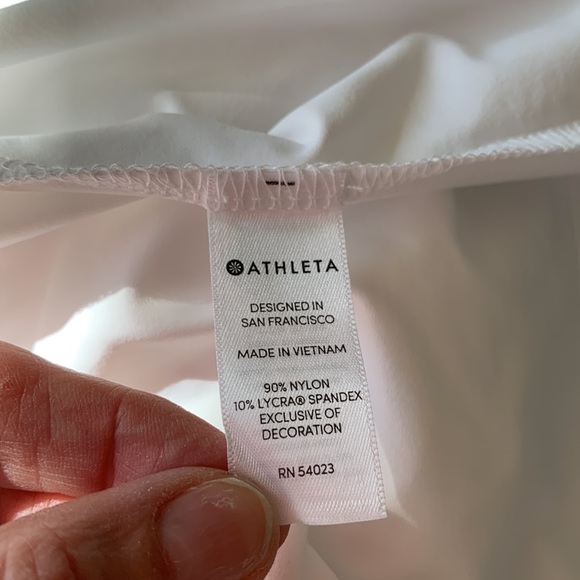 ATHLETA
DESIGNED IN
SAN FRANCISCO
MADE IN VIETNAM
90% NYLON
10% LYCRA® SPANDEX
EXCLUSIVE OF
DECORATION
RN 54023